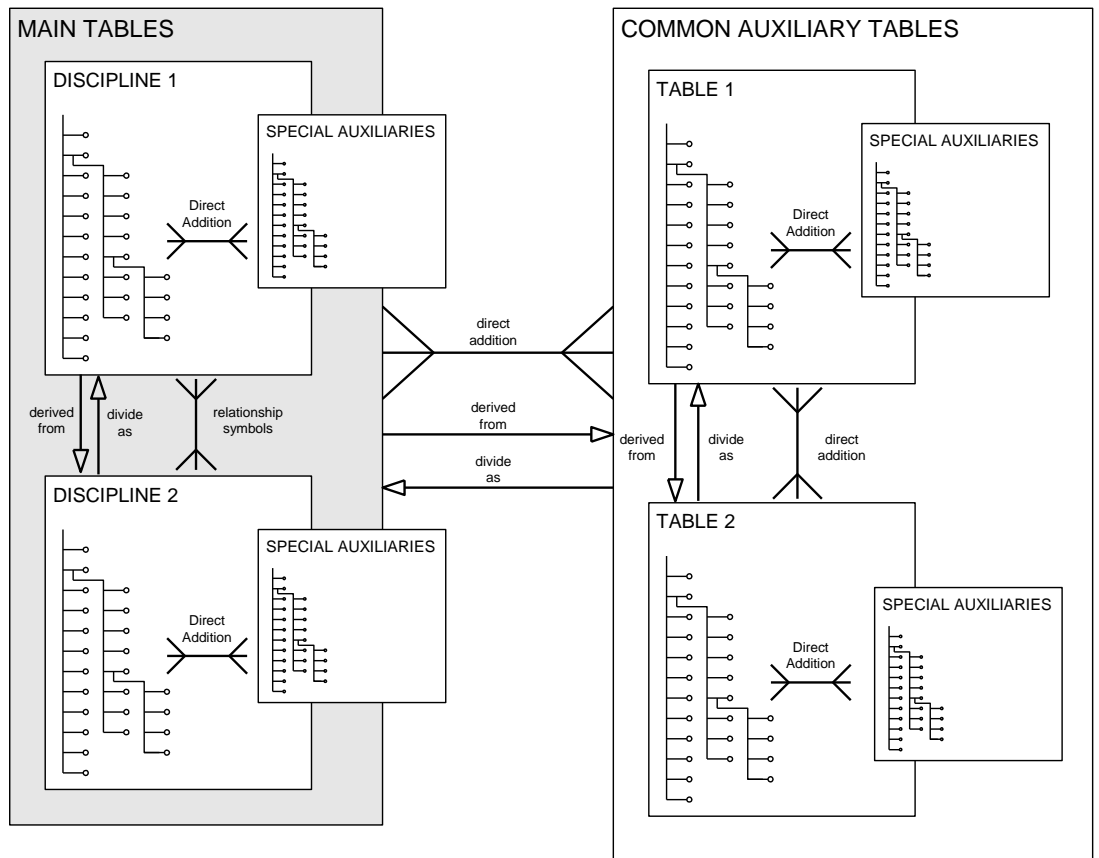 MAIN TABLES
DISCIPLINE 1
SPECIAL AUXILIARIES
Direct
Addition
derived
from
divide
as
relationship
symbols
DISCIPLINE 2
SPECIAL AUXILIARIES
Direct
Addition
direct
addition
derived
from
divide
as
COMMON AUXILIARY TABLES
TABLE 1
SPECIAL AUXILIARIES
Direct
Addition
derived
from
divide
as
direct
addition
TABLE 2
SPECIAL AUXILIARIES
Direct
Addition